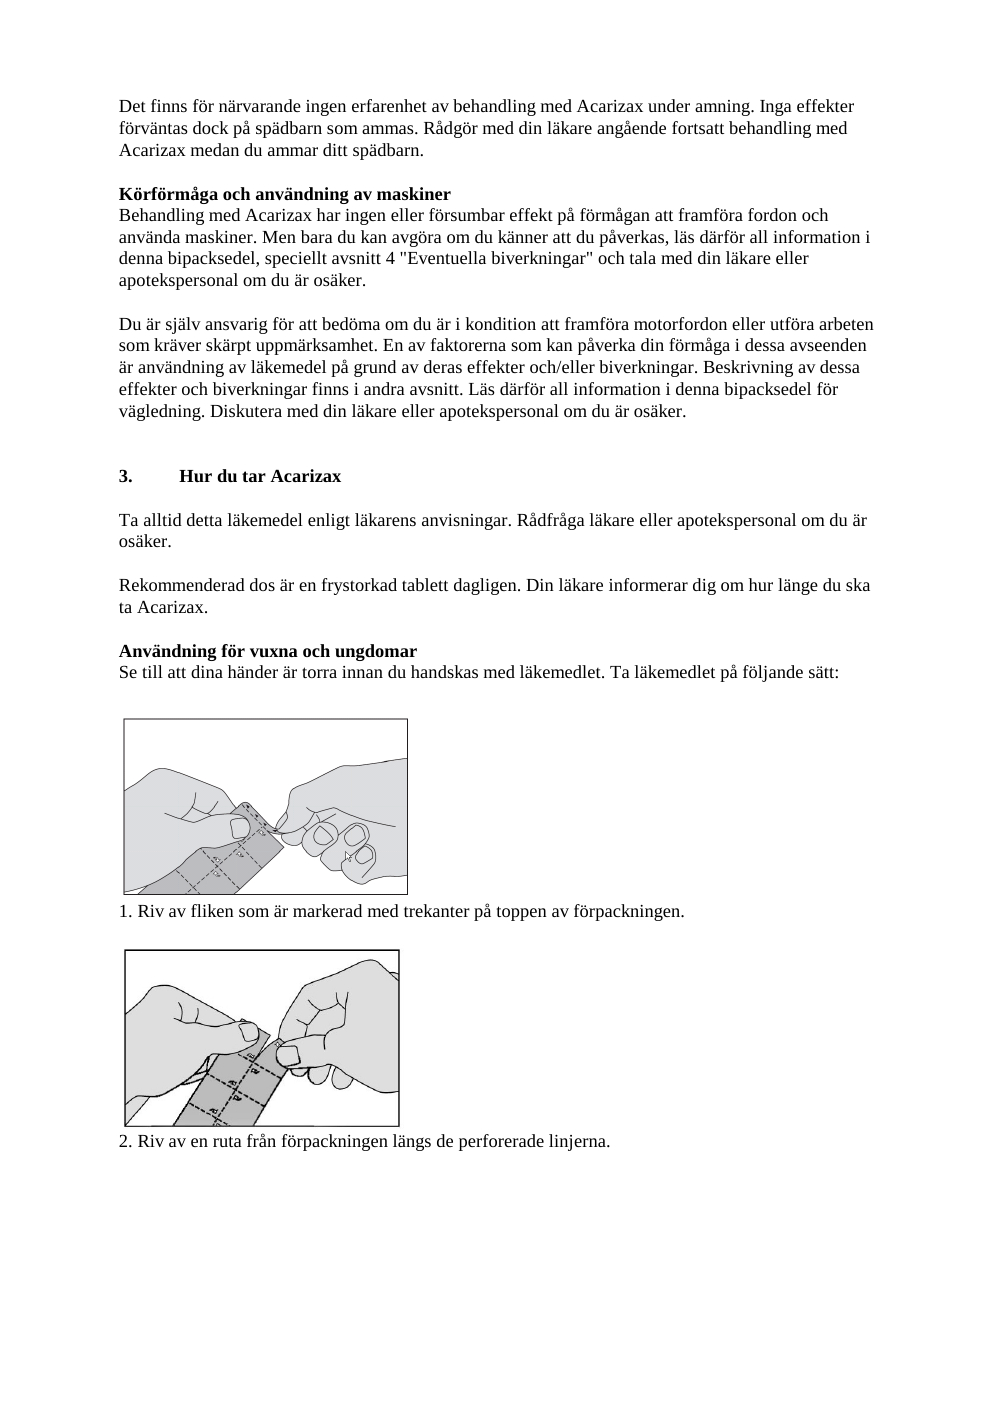 Det finns för närvarande ingen erfarenhet av behandling med Acarizax under amning. Inga effekter
förväntas dock på spädbarn som ammas. Rådgör med din läkare angående fortsatt behandling med
Acarizax medan du ammar ditt spädbarn.
Körförmåga och användning av maskiner
Behandling med Acarizax har ingen eller försumbar effekt på förmågan att framföra fordon och
använda maskiner. Men bara du kan avgöra om du känner att du påverkas, läs därför all information i
denna bipacksedel, speciellt avsnitt 4 "Eventuella biverkningar" och tala med din läkare eller
apotekspersonal om du är osäker.
Du är själv ansvarig för att bedöma om du är i kondition att framföra motorfordon eller utföra arbeten
som kräver skärpt uppmärksamhet. En av faktorerna som kan påverka din förmåga i dessa avseenden
är användning av läkemedel på grund av deras effekter och/eller biverkningar. Beskrivning av dessa
effekter och biverkningar finns i andra avsnitt. Läs därför all information i denna bipacksedel för
vägledning. Diskutera med din läkare eller apotekspersonal om du är osäker.
3. Hur du tar Acarizax
Ta alltid detta läkemedel enligt läkarens anvisningar. Rådfråga läkare eller apotekspersonal om du är
osäker.
Rekommenderad dos är en frystorkad tablett dagligen. Din läkare informerar dig om hur länge du ska
ta Acarizax.
Användning för vuxna och ungdomar
Se till att dina händer är torra innan du handskas med läkemedlet. Ta läkemedlet på följande sätt:
1. Riv av fliken som är markerad med trekanter på toppen av förpackningen.
2. Riv av en ruta från förpackningen längs de perforerade linjerna.